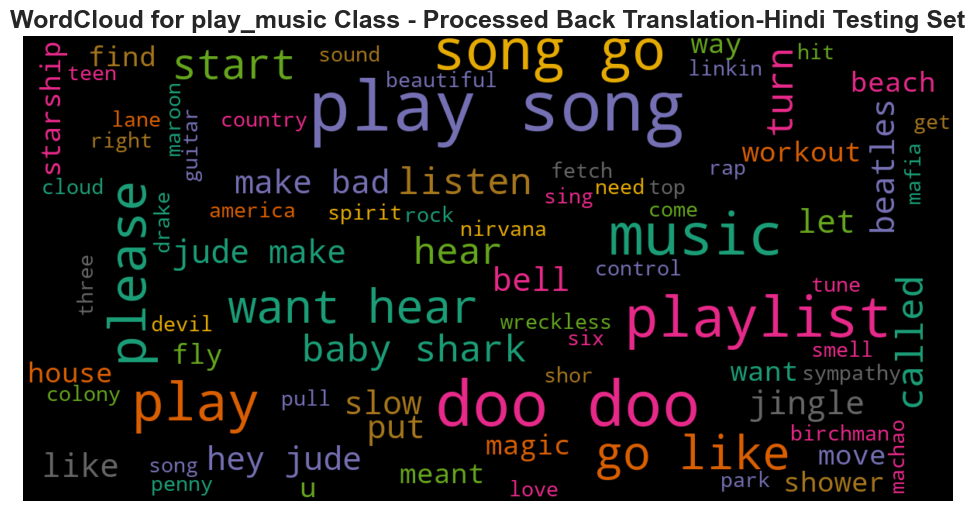 WordCloud for play_music Class - Processed Back Translation-Hindi Testing Set
starship
teen
find
start
sound
song go
way
hit
linkin
turn
beach
beautiful
play song
lane
right
maroon
guitar
country
get
beatles
mafia
workout
cloud
make bad
listen
fetch
sing
need
top
rap
please
drake
america
spirit
rock
nirvana
come
music
let
jude make
hear
bell
control
three
want hear
playlist
tune
called
devil
wreckless
six
smell
fly
baby shark
house
colony
shor
want
sympathy
play
pull
slow
put
doo doo
jingle
birchman
machao
like
song
penny
hey jude
u
meant
magic
love
go like
park
move
shower